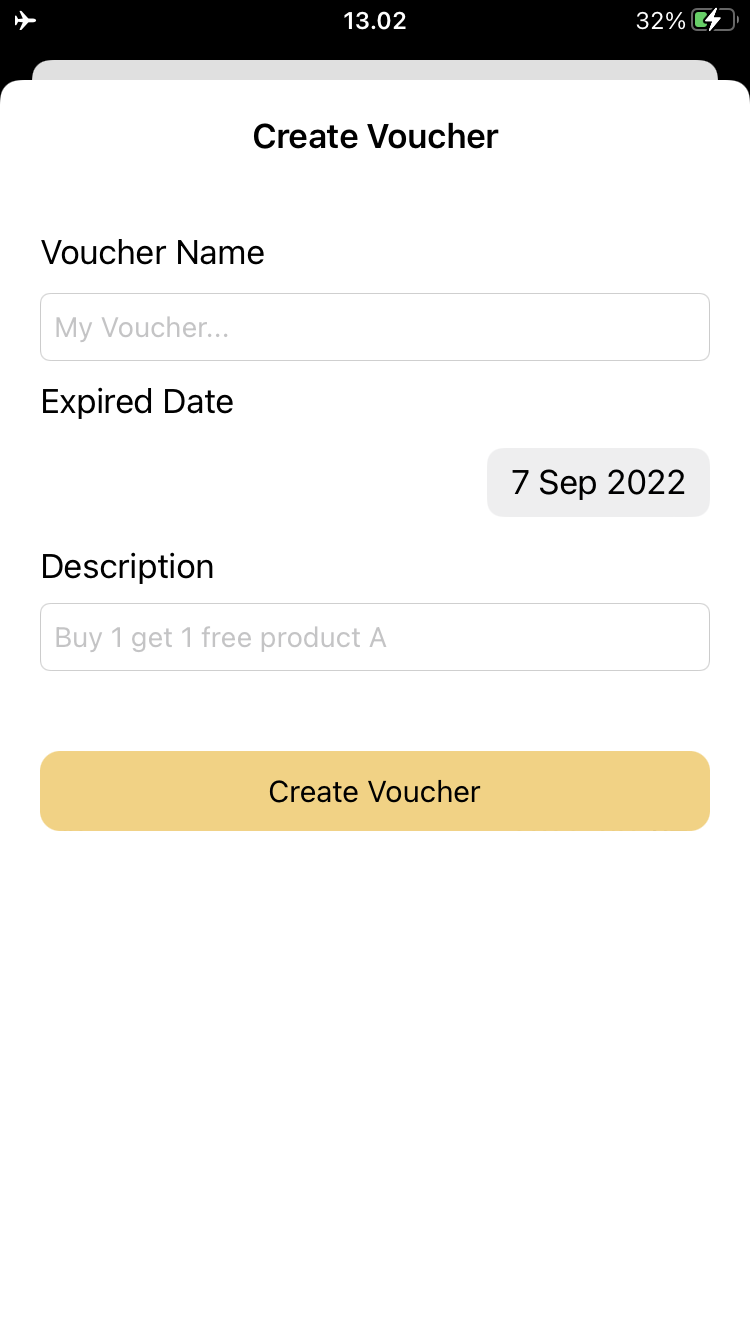 13.02
32%
Create Voucher
Voucher Name
My Voucher...
Expired Date
7 Sep 2022
Description
Buy 1 get 1 free product A
Create Voucher